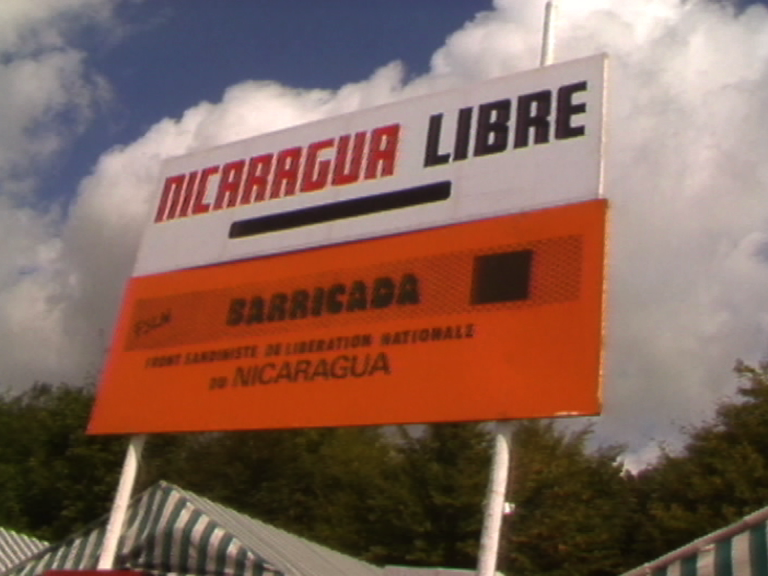 NICARAGUA LIBRE
FSLN BARRICADA
FRONT SANDINISTE DE LIBERATION NATIONALE
DU NICARAGUA